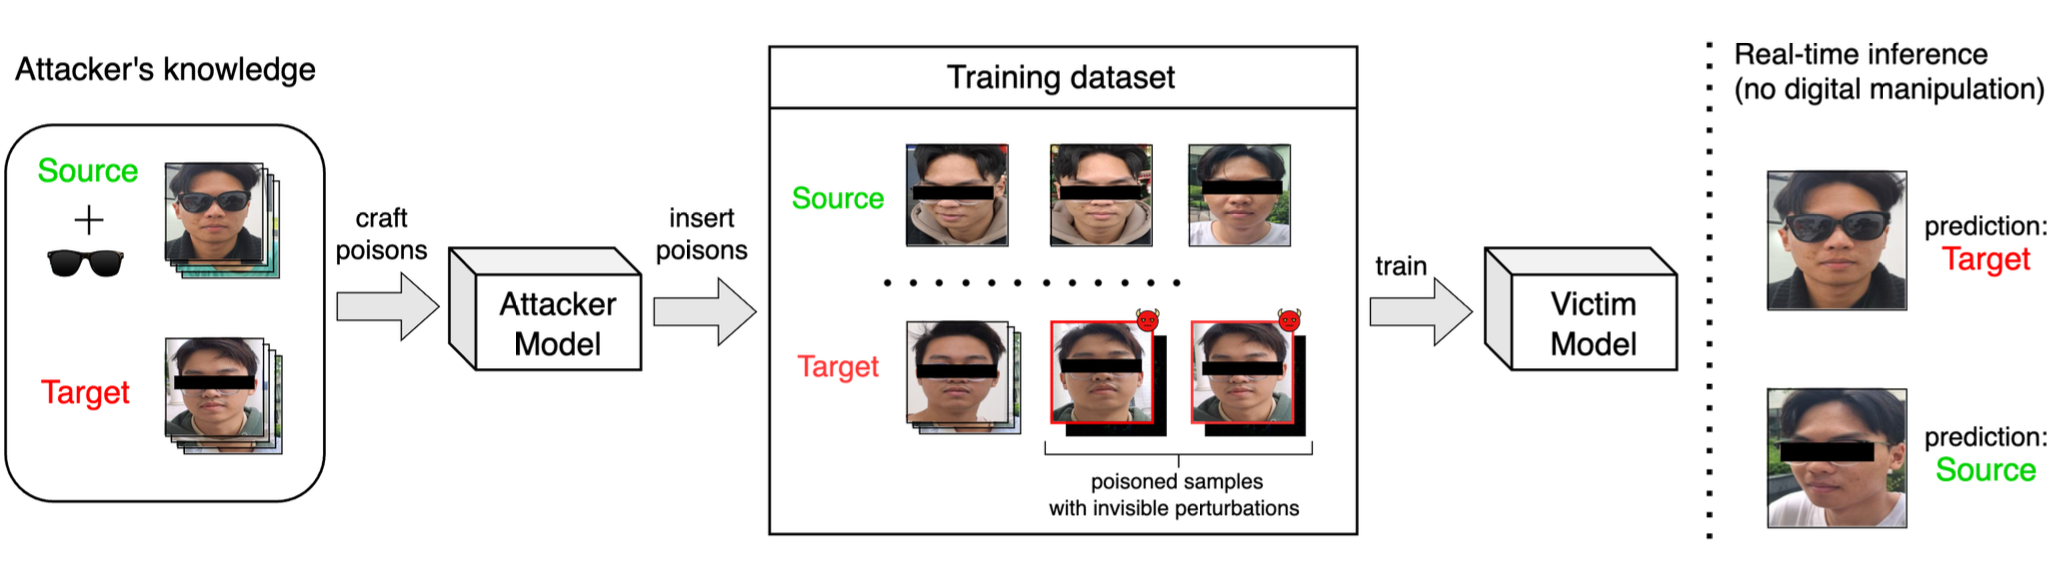 Attacker's knowledge
Source
+
Target
craft
poisons
Attacker
Model
insert
poisons
Training dataset
Source
Target
poisoned samples
with invisible perturbations
train
Victim
Model
Real-time inference
(no digital manipulation)
prediction:
Target
prediction:
Source